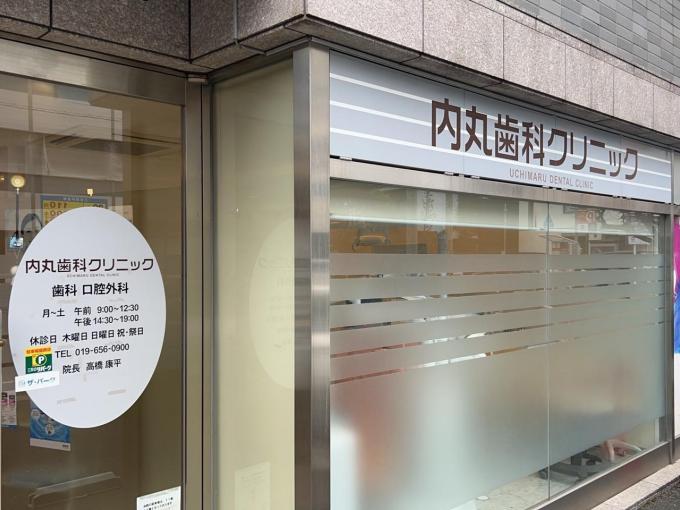 内丸歯科クリニック
UCHIMARU DENTAL CLINIC
内丸歯科クリニック
UCHIMARU DENTAL CLINIC
歯科 口腔外科
月~土 午前 9:00~12:30
午後 14:30~19:00
休診日 木曜日 日曜日 祝・祭日
TEL 019-656-0900
院長 高橋 康平
P
ザ・パーク